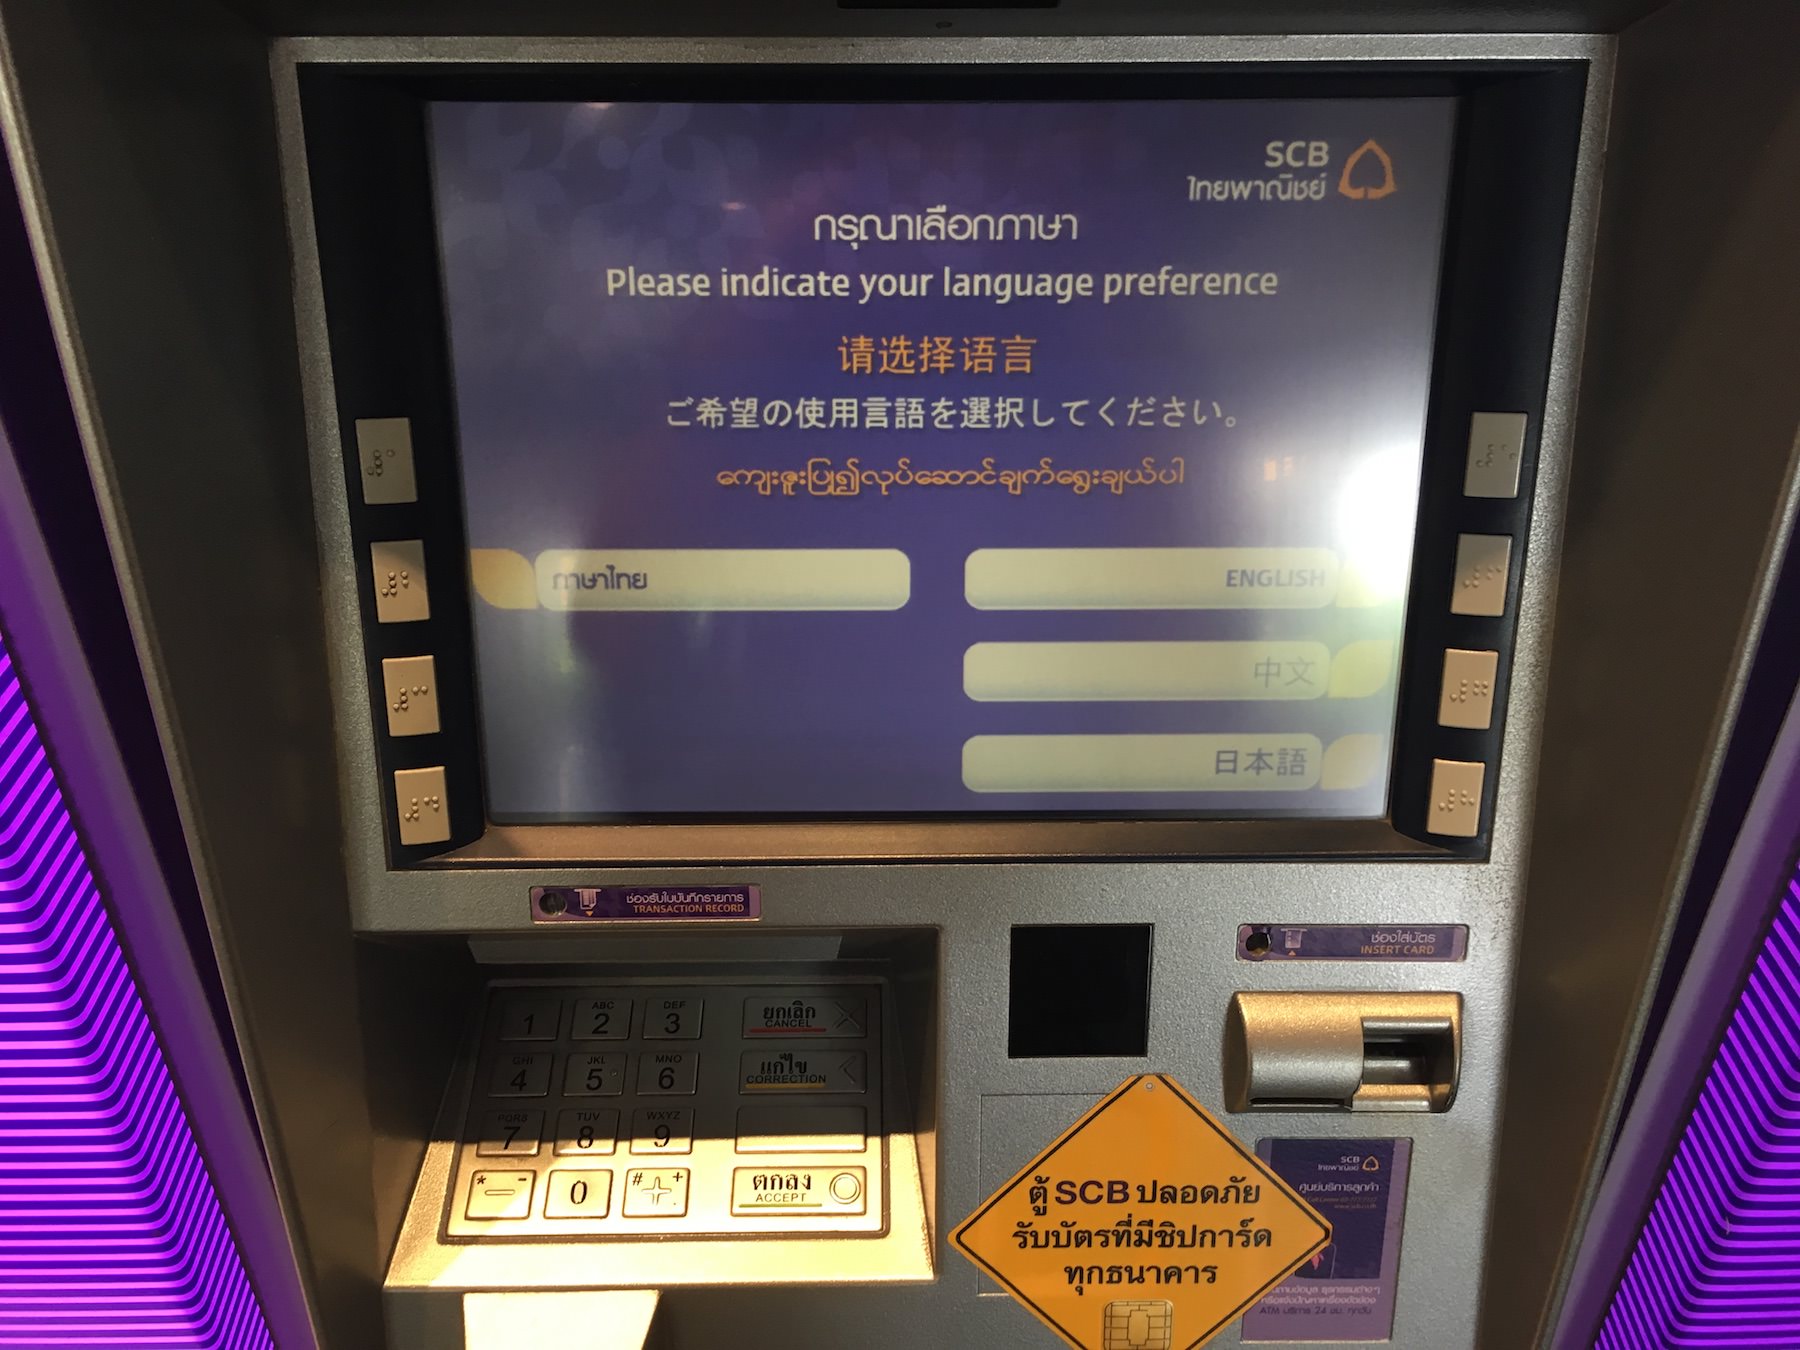 SCB
ไทยพาณิชย์
กรุณาเลือกภาษา
Please indicate your language preference
请选择语言
ご希望の使用言語を選択してください。
ကျေးဇူးပြု၍လုပ်ဆောင်ချက်ရွေးချယ်ပါ
ภาษาไทย
ENGLISH
中文
日本語
ช่องรับใบบันทึกรายการ
TRANSACTION RECORD
ช่องใส่บัตร
INSERT CARD
1
ABC
2
DEF
3
ยกเลิก
CANCEL
GHI
4
JKL
5
MNO
6
แก้ไข
CORRECTION
PQRS
7
TUV
8
WXYZ
9
* -
0
# +
ตกลง
ACCEPT
ตู้ SCB ปลอดภัย
รับบัตรที่มีชิปการ์ด
ทุกธนาคาร
SCB
ไทยพาณิชย์
ศูนย์บริการลูกค้า
ATM บริการ 24 ชม. ทุกวัน